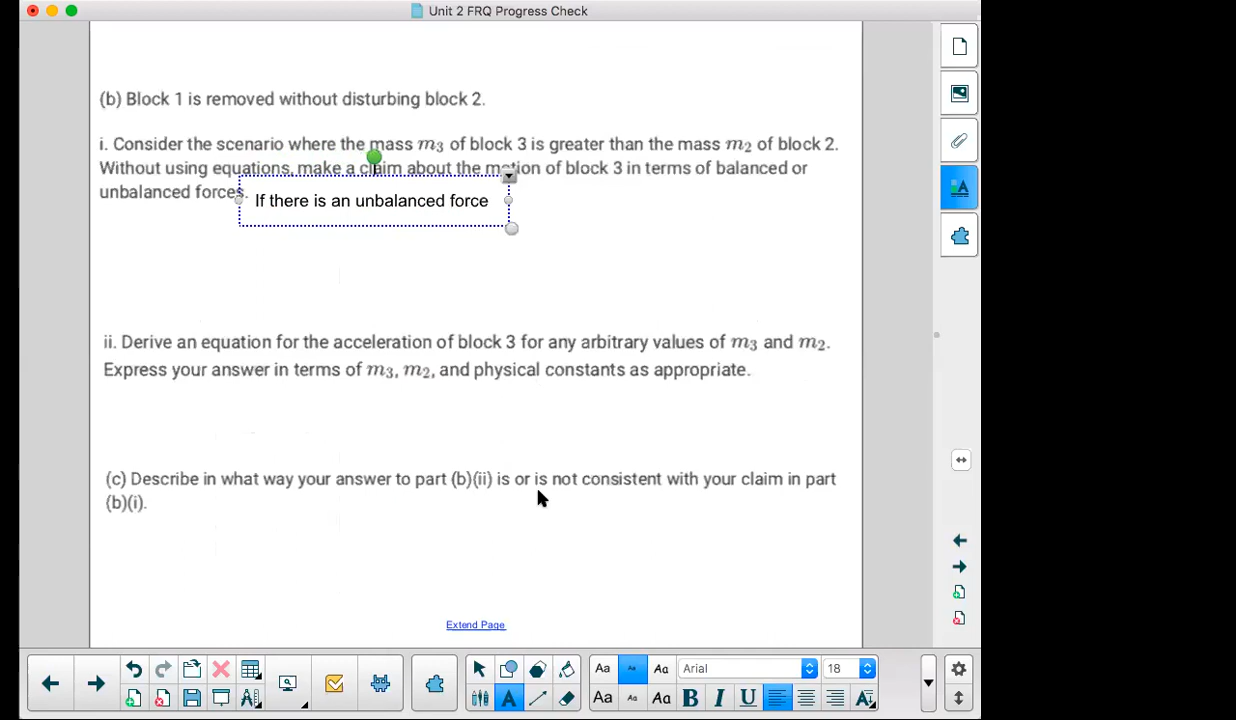 Unit 2 FRQ Progress Check
(b) Block 1 is removed without disturbing block 2.
i. Consider the scenario where the mass m₃ of block 3 is greater than the mass m₂ of block 2.
Without using equations, make a claim about the motion of block 3 in terms of balanced or
unbalanced forces.
If there is an unbalanced force
ii. Derive an equation for the acceleration of block 3 for any arbitrary values of m₃ and m₂.
Express your answer in terms of m₃, m₂, and physical constants as appropriate.
(c) Describe in what way your answer to part (b)(ii) is or is not consistent with your claim in part
(b)(i).
Extend Page
Aa Aa Aa Arial 18
Aa Aa Aa B I U